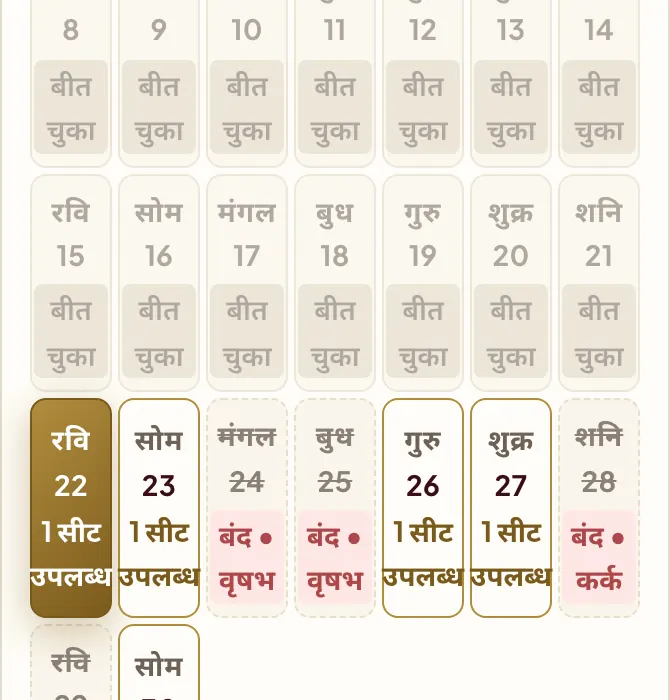 8 9 10 11 12 13 14
बीत बीत बीत बीत बीत बीत बीत
चुका चुका चुका चुका चुका चुका चुका
रवि सोम मंगल बुध गुरु शुक्र शनि
15 16 17 18 19 20 21
बीत बीत बीत बीत बीत बीत बीत
चुका चुका चुका चुका चुका चुका चुका
रवि सोम मंगल बुध गुरु शुक्र शनि
22 23 24 25 26 27 28
1 सीट 1 सीट बंद • बंद • 1 सीट 1 सीट बंद •
उपलब्ध उपलब्ध वृषभ वृषभ उपलब्ध उपलब्ध कर्क
रवि सोम